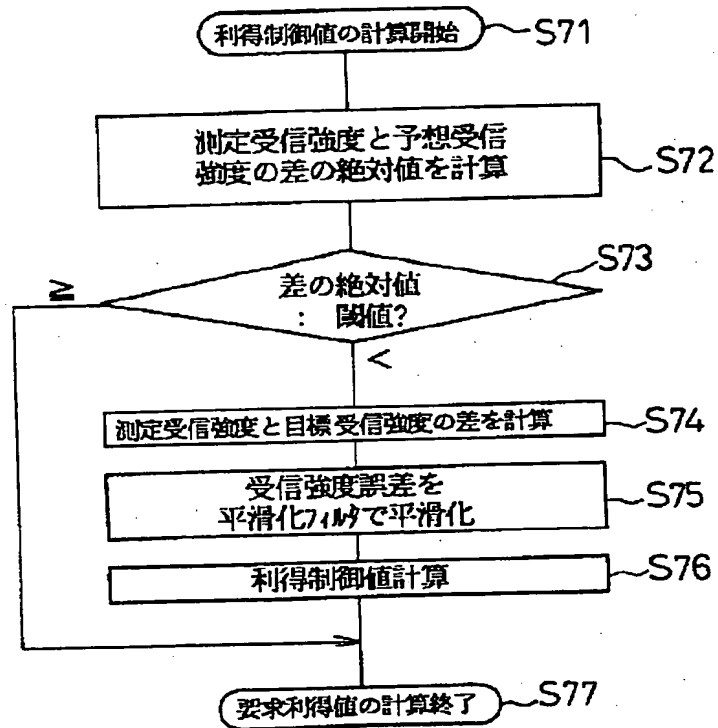 利得制御値の計算開始
S71
測定受信強度と予想受信
強度の差の絶対値を計算
S72
S73
差の絶対値
: 閾値?
≧
<
測定受信強度と目標受信強度の差を計算
S74
受信強度誤差を
平滑化フィルタで平滑化
S75
利得制御値計算
S76
要求利得値の計算終了
S77